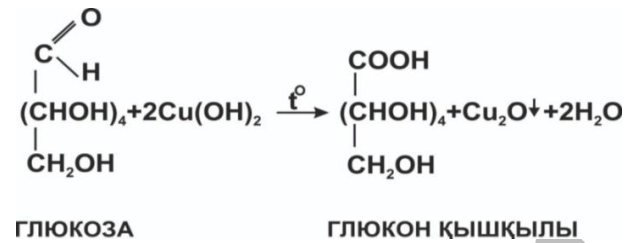 O
C
H
COOH
(CHOH)₄+2Cu(OH)₂ t° (CHOH)₄+Cu₂O↓+2H₂O
CH₂OH
CH₂OH
ГЛЮКОЗА ГЛЮКОН ҚЫШҚЫЛЫ